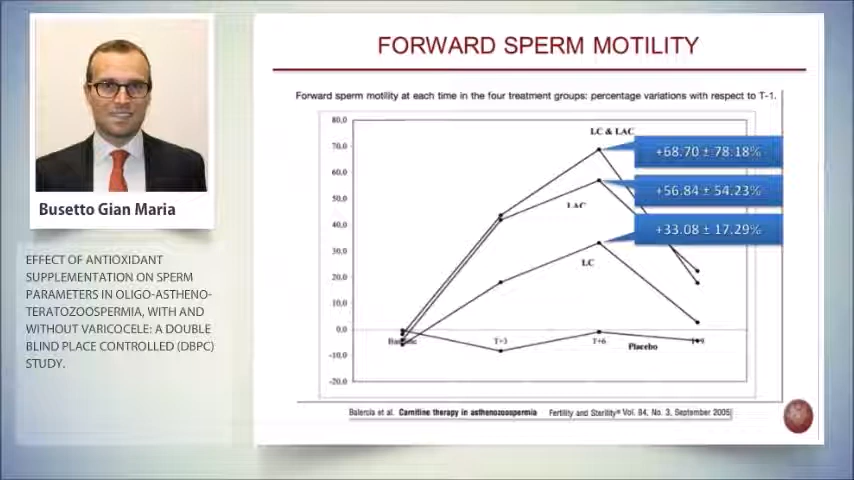 FORWARD SPERM MOTILITY
Forward sperm motility at each time in the four treatment groups: percentage variations with respect to T-1.
80,0
70,0
60,0
50,0
40,0
30,0
20,0
10,0
0,0
-10,0
-20,0
LC & LAC
LAC
LC
Placebo
T+3
T+6
T+9
+68.70 ± 78.18%
+56.84 ± 54.23%
+33.08 ± 17.29%
Balercia et al. Carnitine therapy in asthenozoospermia Fertility and Sterility® Vol. 84, No. 3, September 2005
Busetto Gian Maria
EFFECT OF ANTIOXIDANT
SUPPLEMENTATION ON SPERM
PARAMETERS IN OLIGO-ASTHENO-
TERATOZOOSPERMIA, WITH AND
WITHOUT VARICOCELE: A DOUBLE
BLIND PLACE CONTROLLED (DBPC)
STUDY.